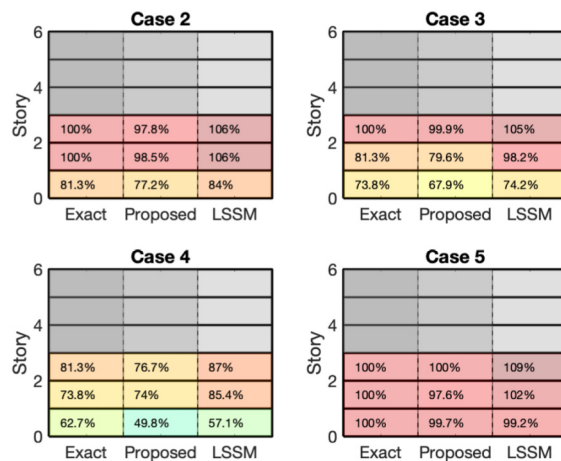 Case 2
6
4
2
0
Story
100% 97.8% 106%
100% 98.5% 106%
81.3% 77.2% 84%
Exact Proposed LSSM
Case 3
6
4
2
0
Story
100% 99.9% 105%
81.3% 79.6% 98.2%
73.8% 67.9% 74.2%
Exact Proposed LSSM
Case 4
6
4
2
0
Story
81.3% 76.7% 87%
73.8% 74% 85.4%
62.7% 49.8% 57.1%
Exact Proposed LSSM
Case 5
6
4
2
0
Story
100% 100% 109%
100% 97.6% 102%
100% 99.7% 99.2%
Exact Proposed LSSM